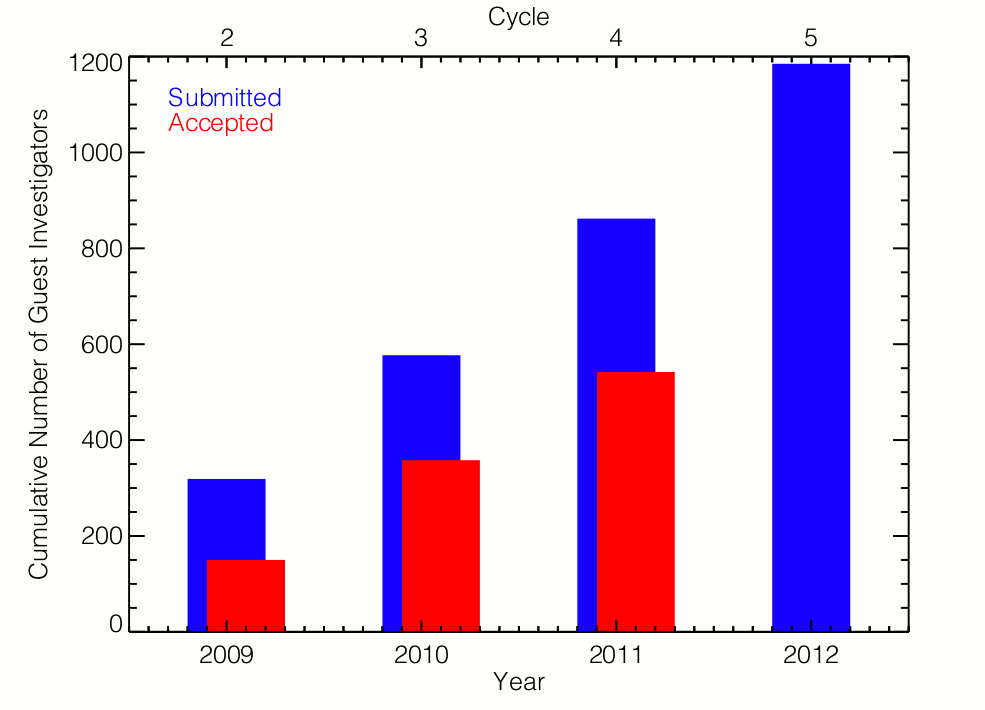 Cycle
2 3 4 5
Submitted
Accepted
1200
1000
800
600
400
200
0
Cumulative Number of Guest Investigators
2009 2010 2011 2012
Year